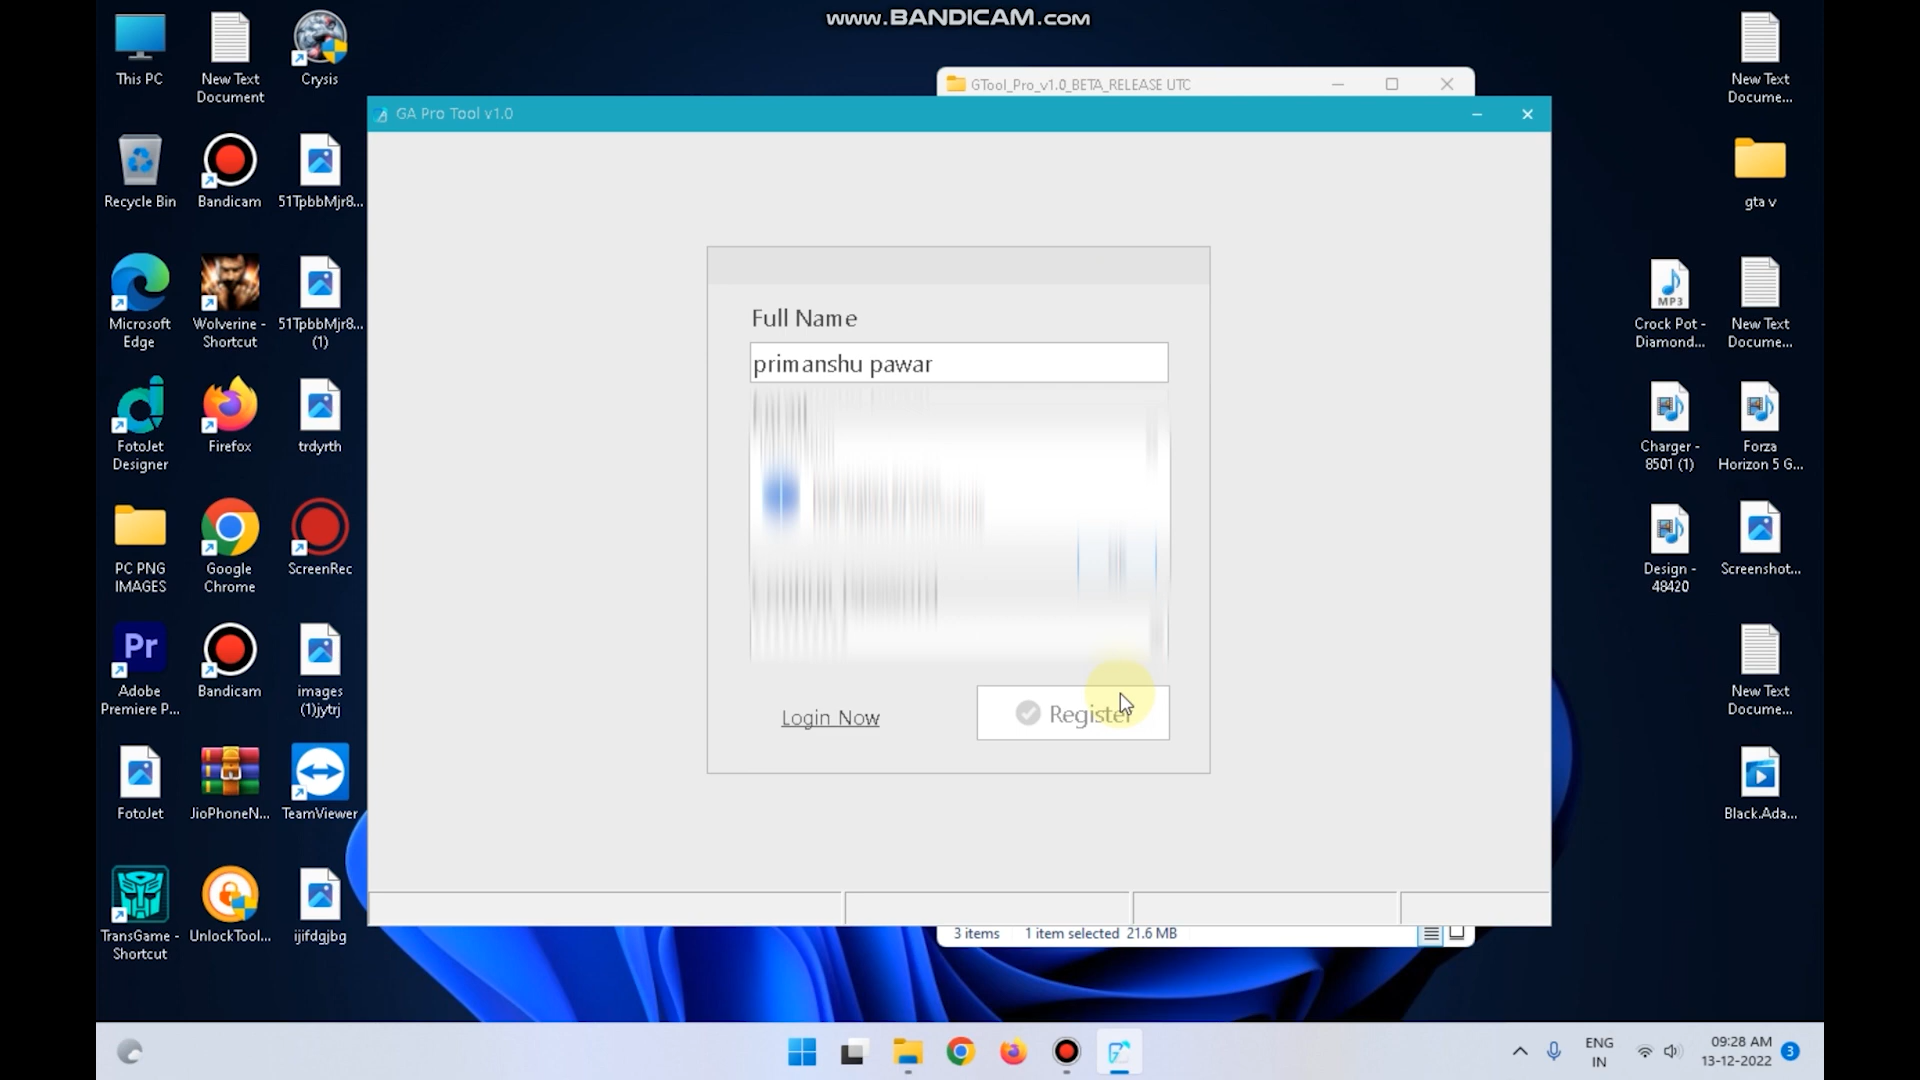 www.BANDICAM.com
This PC
New Text
Document
Crysis
Recycle Bin
Bandicam
51TpbbMjr8...
Microsoft
Edge
Wolverine -
Shortcut
51TpbbMjr8...
(1)
FotoJet
Designer
Firefox
trdyrth
PC PNG
IMAGES
Google
Chrome
ScreenRec
Pr
Adobe
Premiere P...
Bandicam
images
(1)jytrj
FotoJet
JioPhoneN...
TeamViewer
TransGame -
Shortcut
UnlockTool...
ijifdgjbg
GTool_Pro_v1.0_BETA_RELEASE UTC
GA Pro Tool v1.0
Full Name
primanshu pawar
Login Now
Register
3 items
1 item selected 21.6 MB
New Text
Docume...
gta v
MP3
Crock Pot -
Diamond...
New Text
Docume...
Charger -
8501 (1)
Forza
Horizon 5 G...
Design -
48420
Screenshot...
New Text
Docume...
Black.Ada...
ENG
IN
09:28 AM
13-12-2022
3